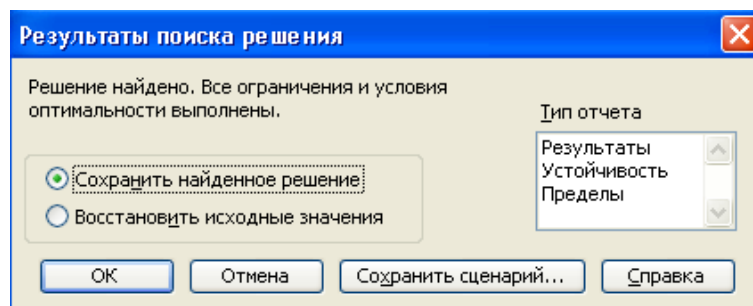 Результаты поиска решения
Решение найдено. Все ограничения и условия
оптимальности выполнены.
Тип отчета
Результаты
Устойчивость
Пределы
Сохранить найденное решение
Восстановить исходные значения
ОК
Отмена
Сохранить сценарий...
Справка